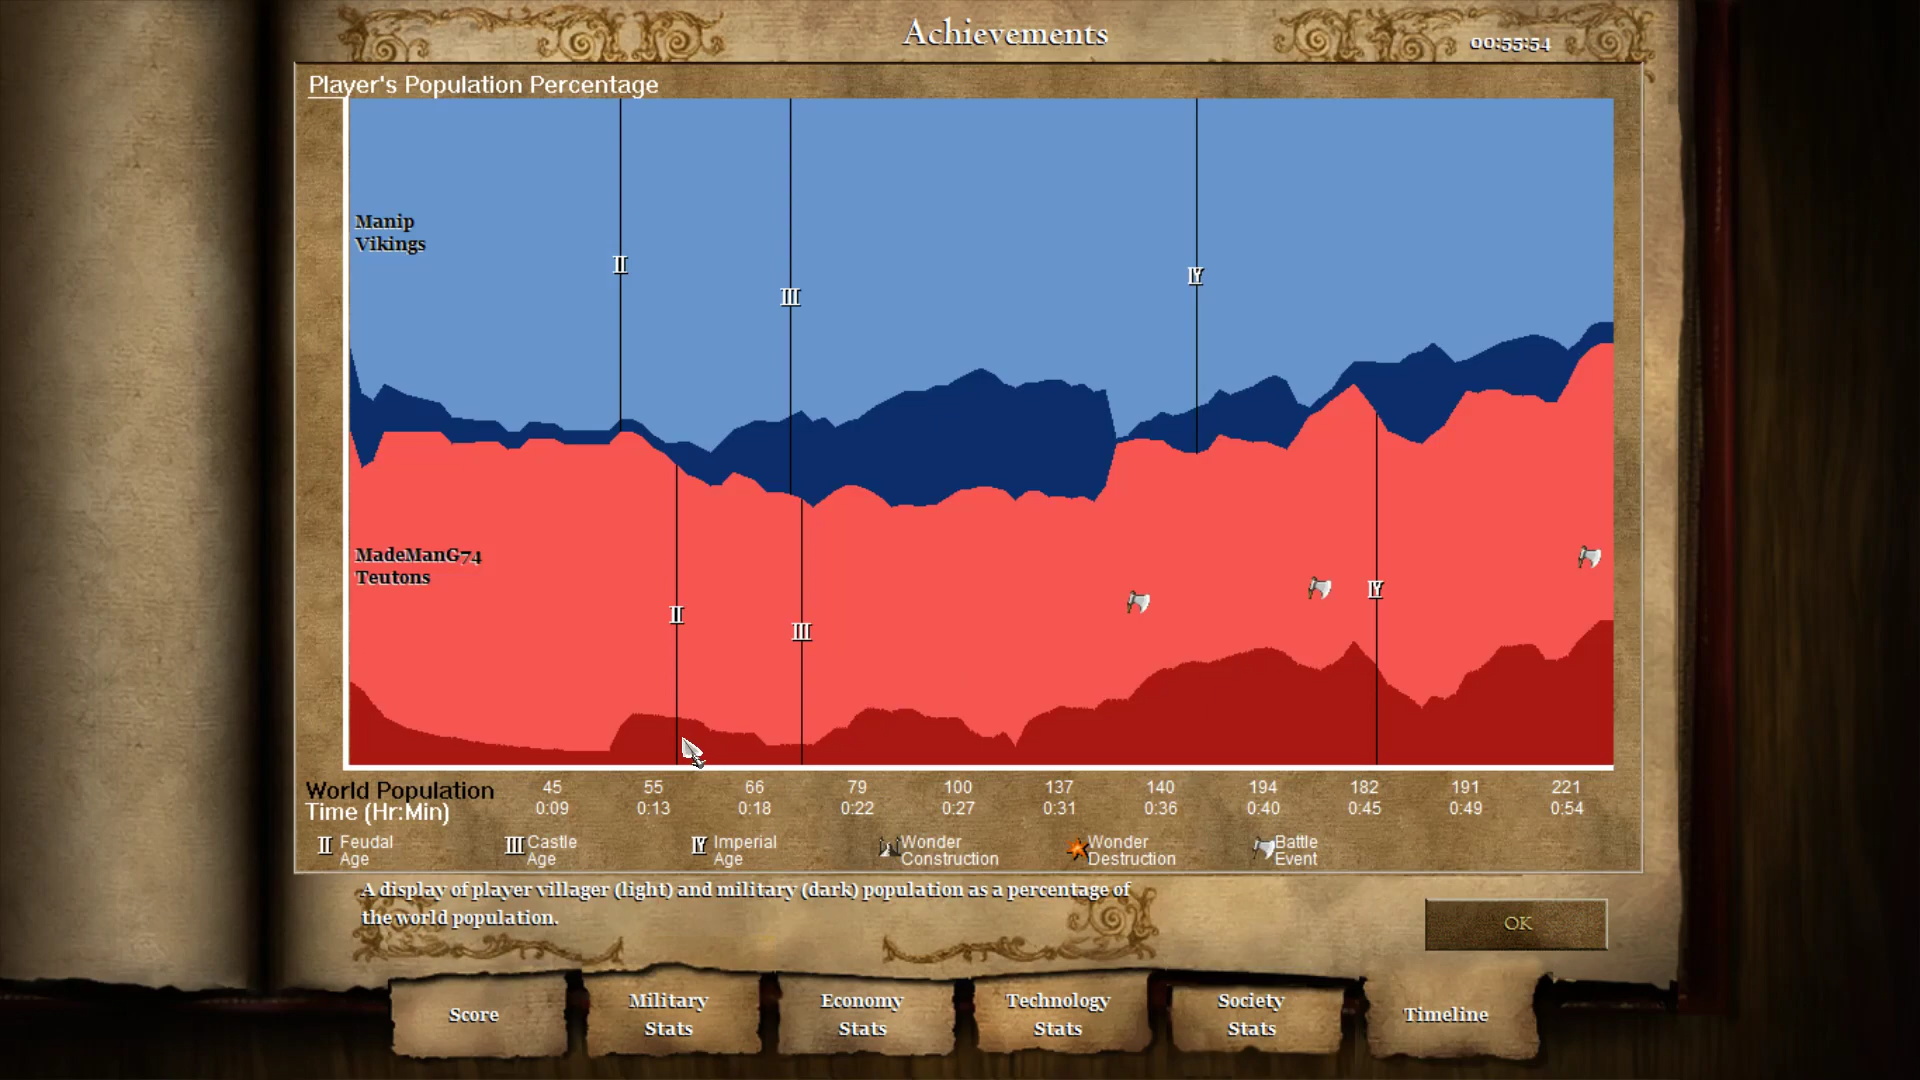 Achievements
00:55:54
Player's Population Percentage
Manip
Vikings
II
III
IV
MadeManG74
Teutons
II
III
IV
World Population 45 55 66 79 100 137 140 194 182 191 221
Time (Hr:Min) 0:09 0:13 0:18 0:22 0:27 0:31 0:36 0:40 0:45 0:49 0:54
II Feudal Age
III Castle Age
IV Imperial Age
Wonder Construction
Wonder Destruction
Battle Event
A display of player villager (light) and military (dark) population as a percentage of
the world population.
OK
Score
Military Stats
Economy Stats
Technology Stats
Society Stats
Timeline